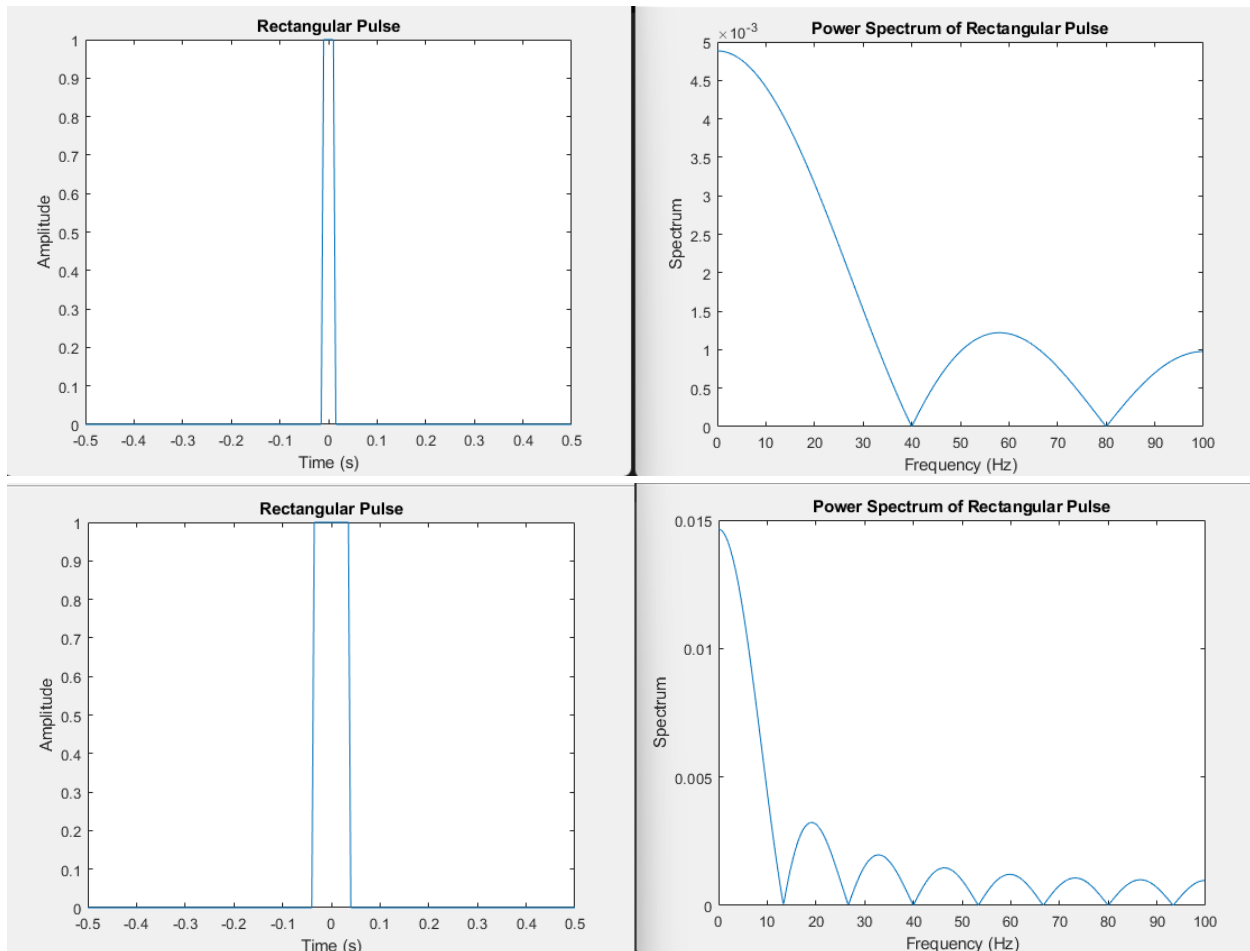 Rectangular Pulse
1
0.9
0.8
0.7
0.6
0.5
0.4
0.3
0.2
0.1
0
Amplitude
-0.5 -0.4 -0.3 -0.2 -0.1 0 0.1 0.2 0.3 0.4 0.5
Time (s)
Power Spectrum of Rectangular Pulse
×10⁻³
5
4.5
4
3.5
3
2.5
2
1.5
1
0.5
0
Spectrum
0 10 20 30 40 50 60 70 80 90 100
Frequency (Hz)
Rectangular Pulse
1
0.9
0.8
0.7
0.6
0.5
0.4
0.3
0.2
0.1
0
Amplitude
-0.5 -0.4 -0.3 -0.2 -0.1 0 0.1 0.2 0.3 0.4 0.5
Time (s)
Power Spectrum of Rectangular Pulse
0.015
0.01
0.005
0
Spectrum
0 10 20 30 40 50 60 70 80 90 100
Frequency (Hz)